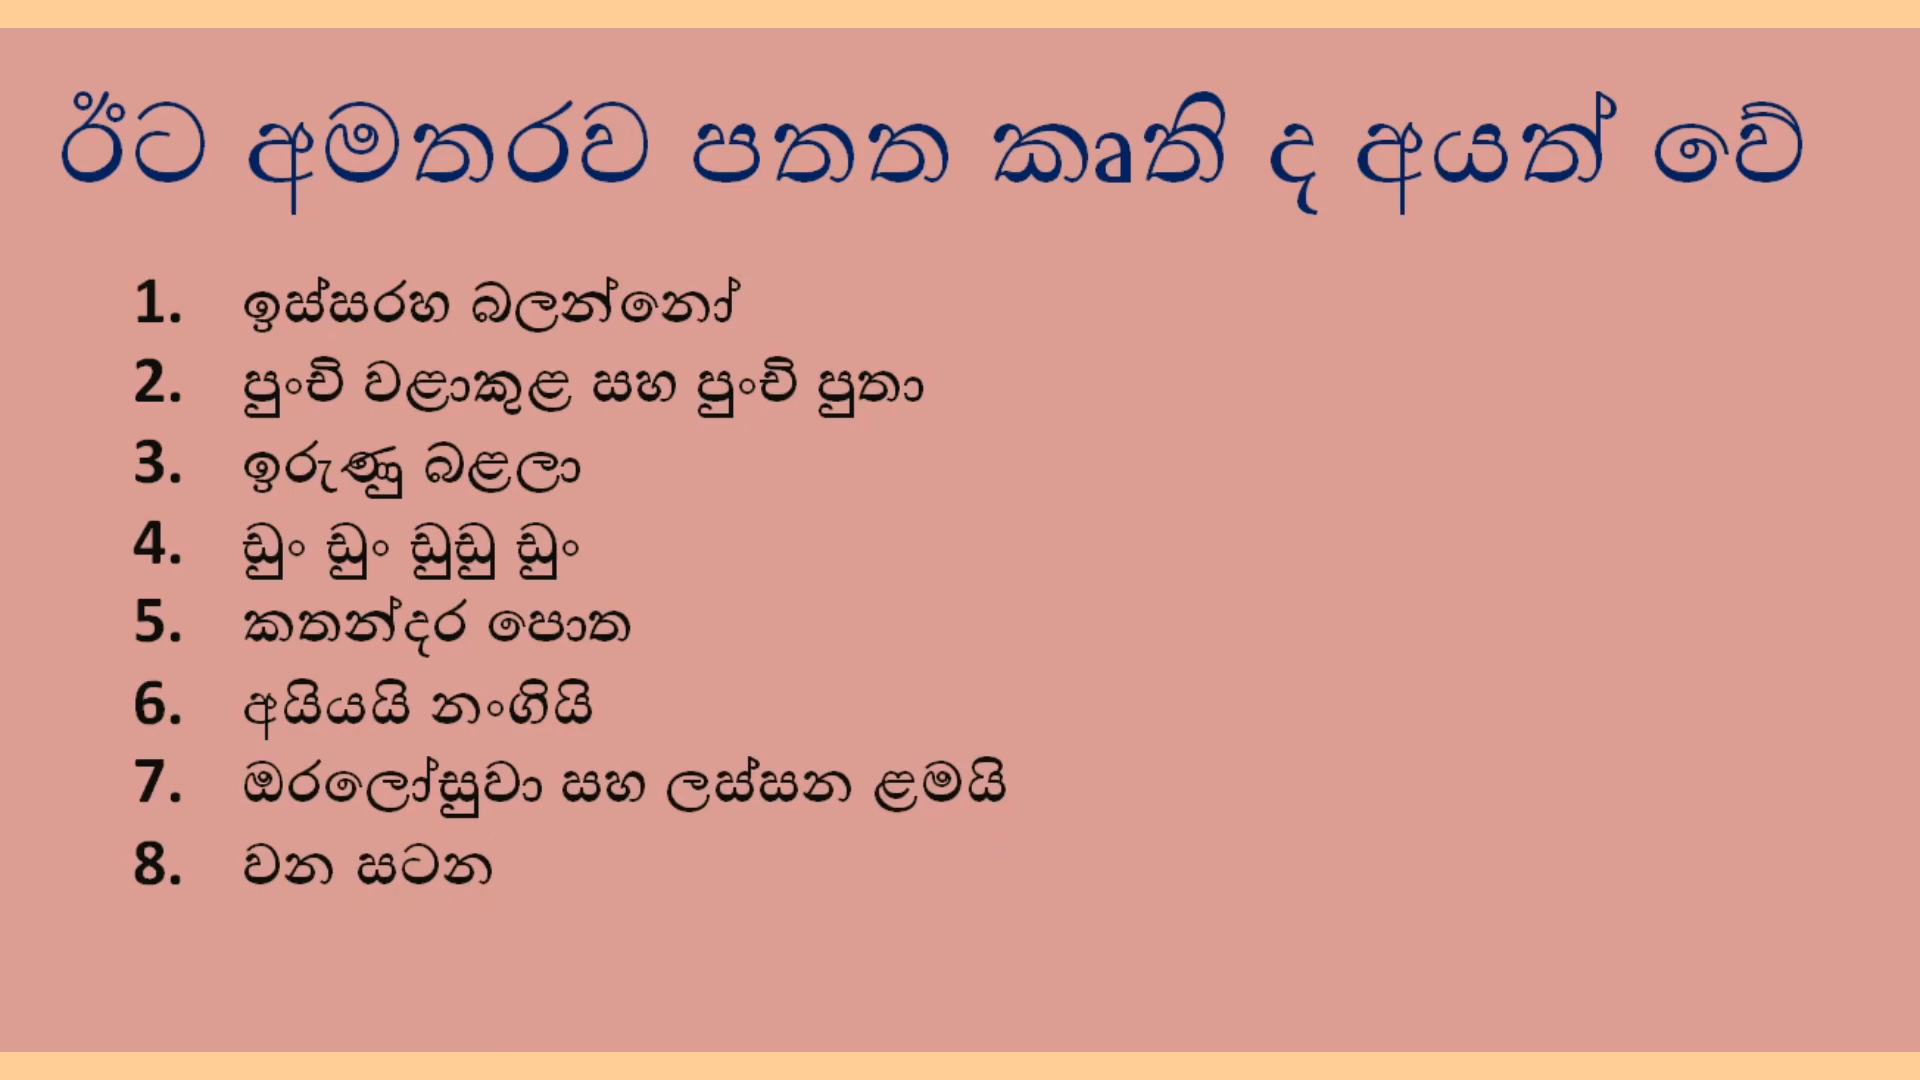 ඊට අමතරව පතත කෘති ද අයත් වේ
1. ඉස්සරහ බලන්නෝ
2. පුංචි වළාකුළ සහ පුංචි පුතා
3. ඉරුණු බළලා
4. ඩුං ඩුං ඩුඩු ඩුං
5. කතන්දර පොත
6. අයියයි නංගියි
7. ඔරලෝසුවා සහ ලස්සන ළමයි
8. වන සටන